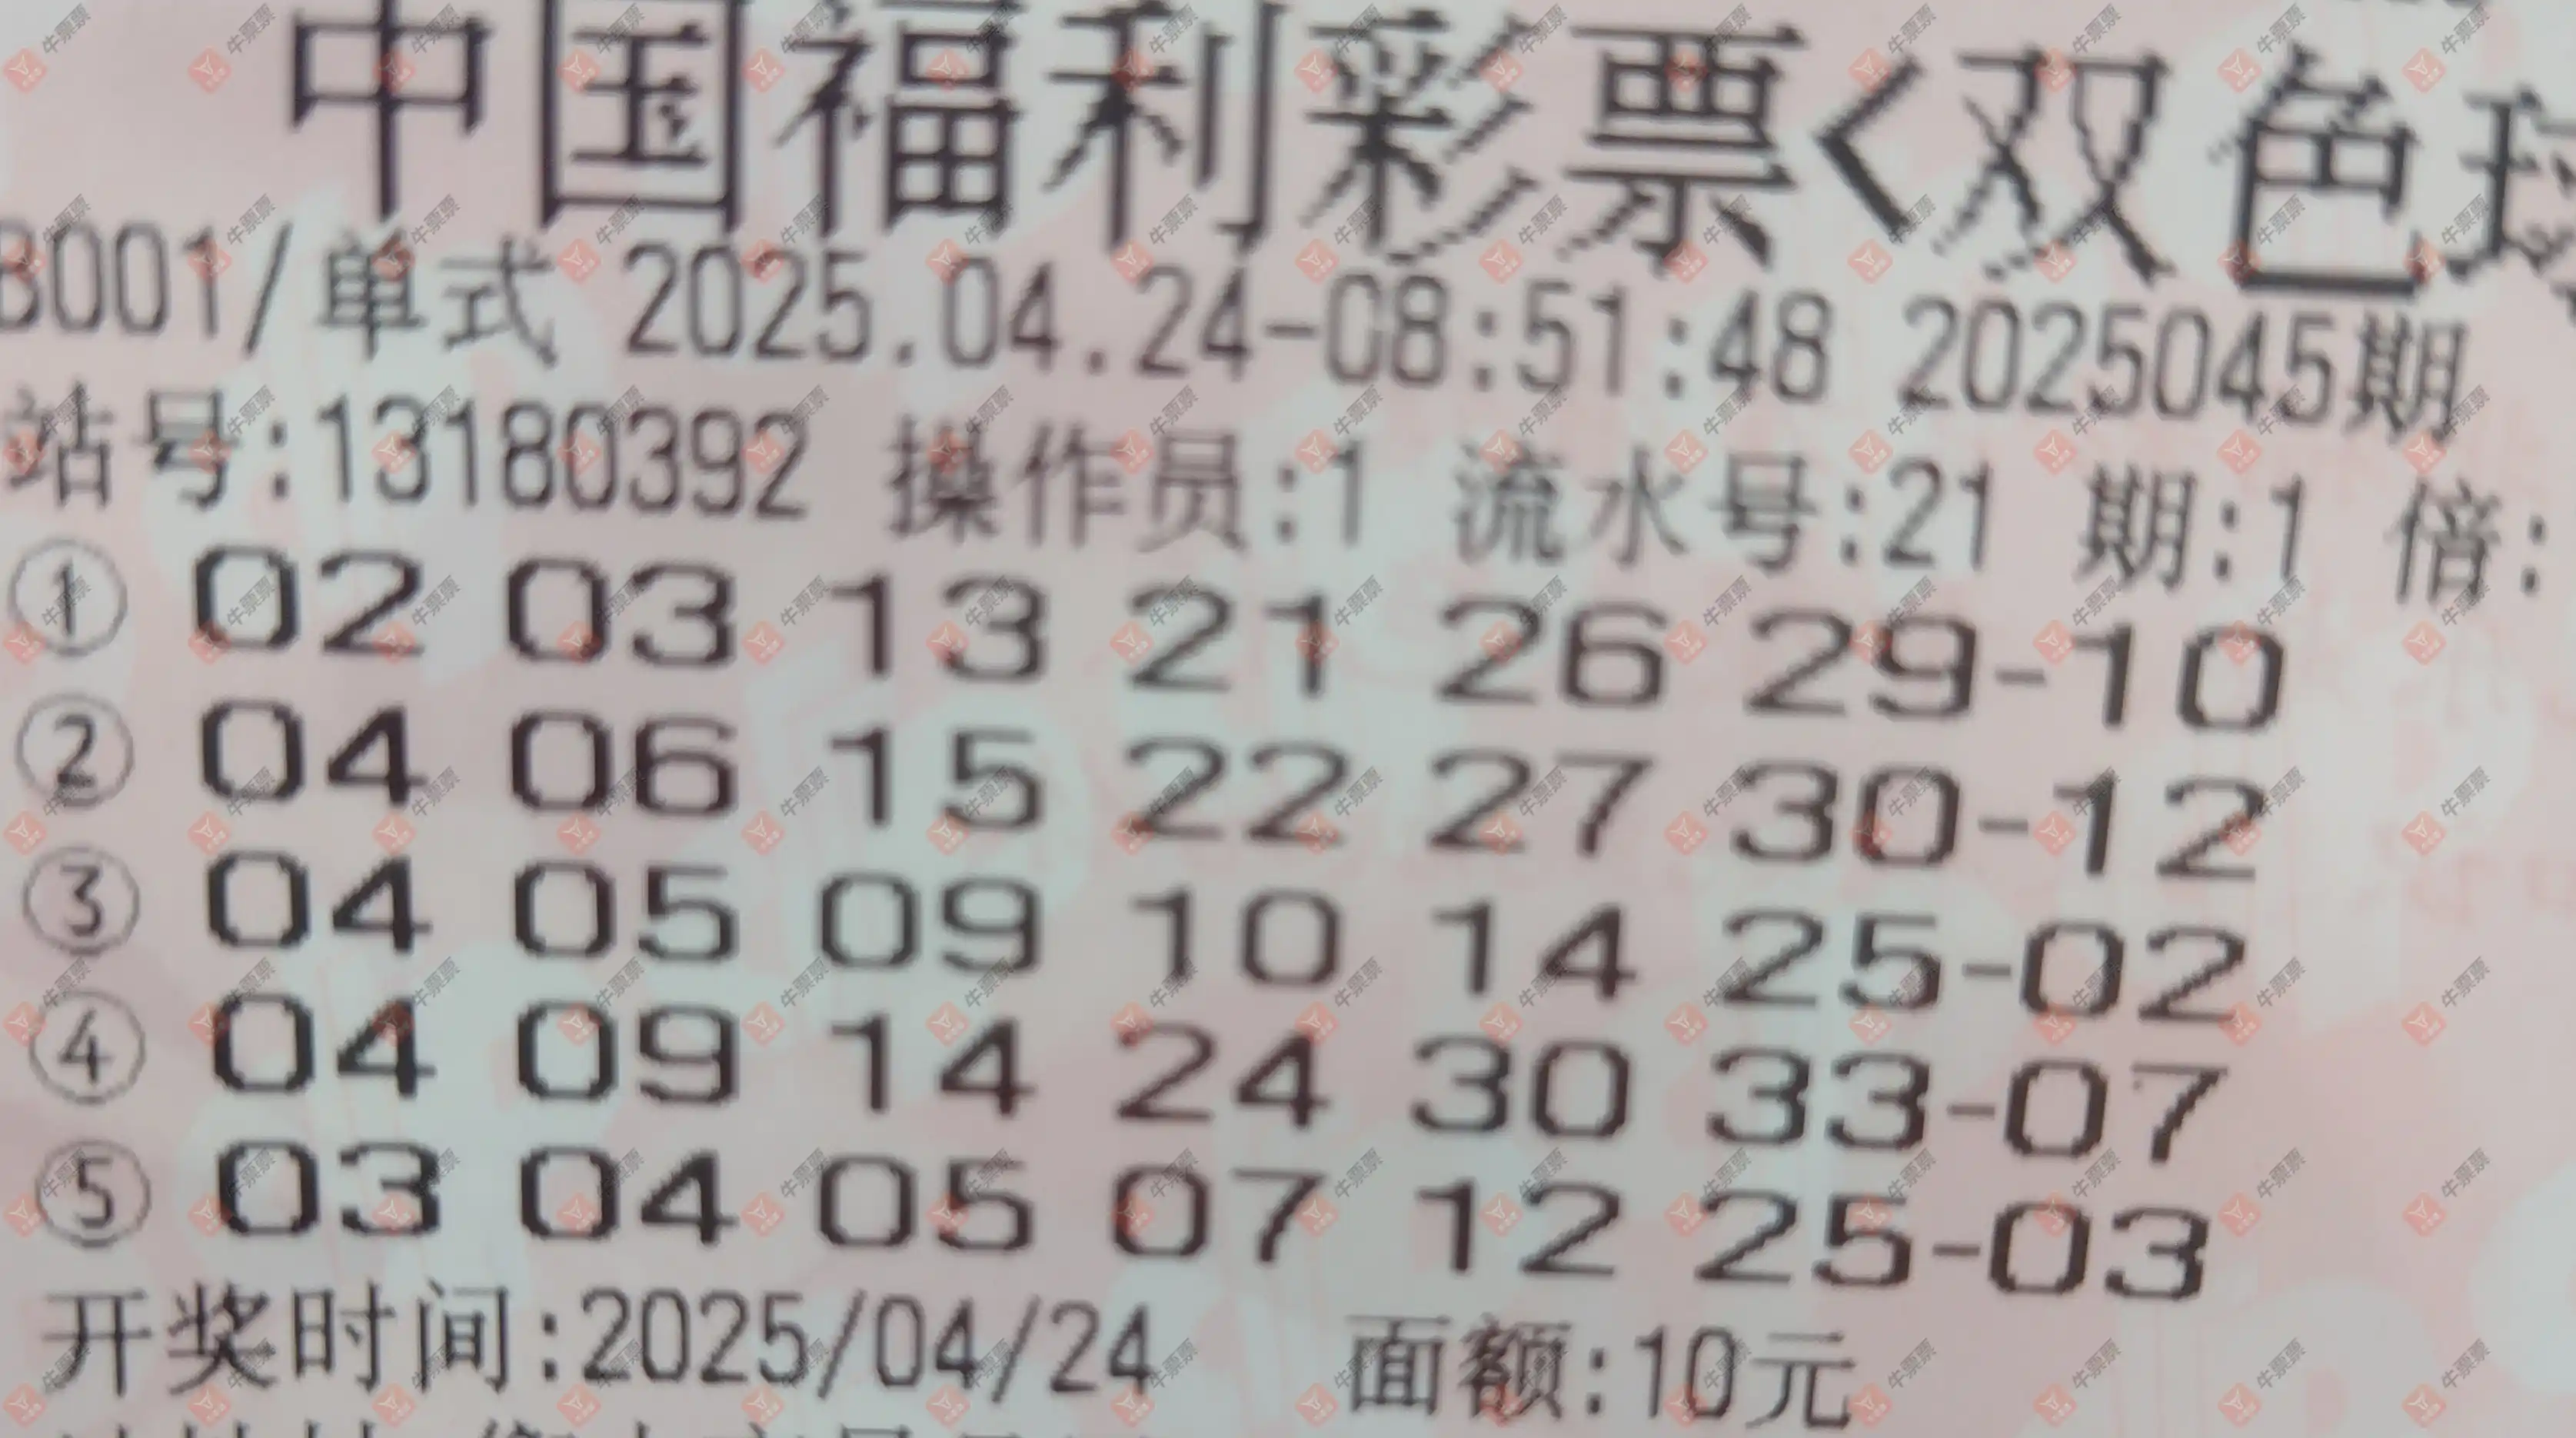 中国福利彩票<双色
B001/单式 2025.04.24-08:51:48 2025045期
站号:13180392 操作员:1 流水号:21 期:1 倍:
① 02 03 13 21 26 29-10
② 04 06 15 22 27 30-12
③ 04 05 09 10 14 25-02
④ 04 09 14 24 30 33-07
⑤ 03 04 05 07 12 25-03
开奖时间:2025/04/24 面额:10元
牛票票